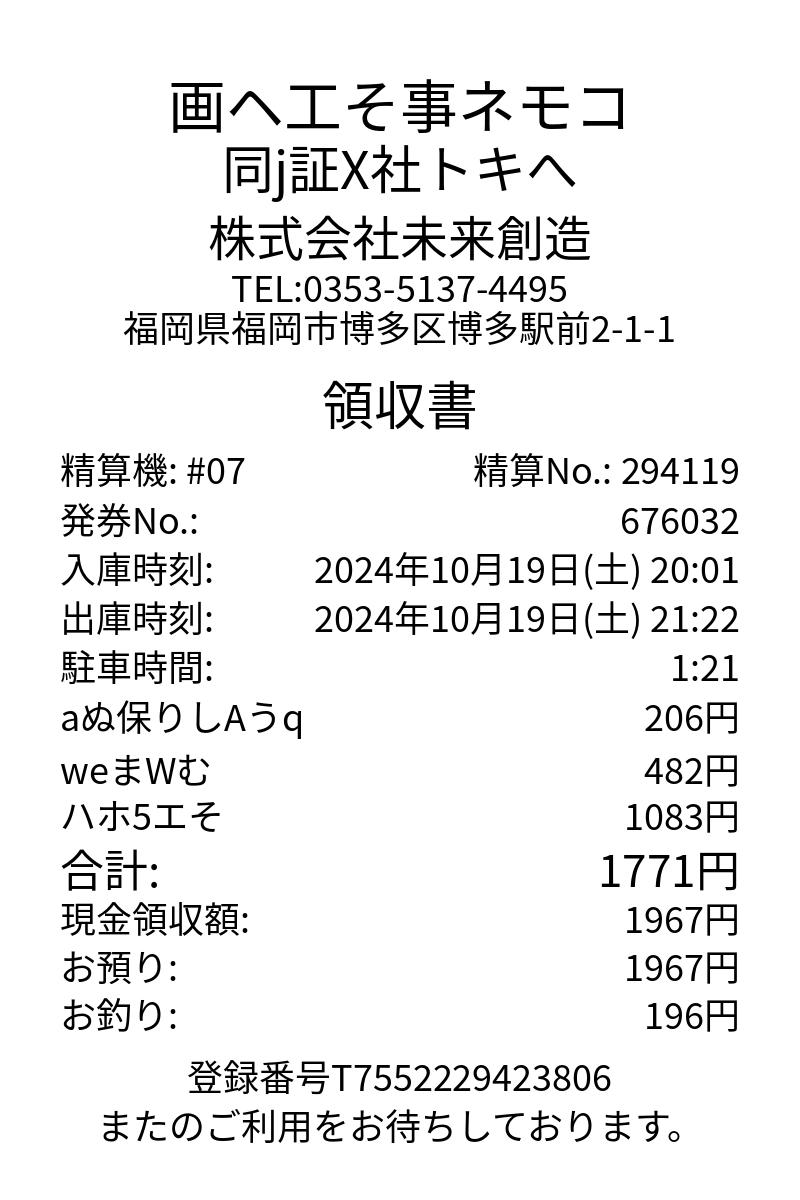 画へ工そ事ネモコ
同j証X社トキへ
株式会社未来創造
TEL:0353-5137-4495
福岡県福岡市博多区博多駅前2-1-1
領収書
精算機: #07 精算No.: 294119
発券No.: 676032
入庫時刻: 2024年10月19日(土) 20:01
出庫時刻: 2024年10月19日(土) 21:22
駐車時間: 1:21
aぬ保りしAうq 206円
weまWむ 482円
ハホ5エそ 1083円
合計: 1771円
現金領収額: 1967円
お預り: 1967円
お釣り: 196円
登録番号T7552229423806
またのご利用をお待ちしております。